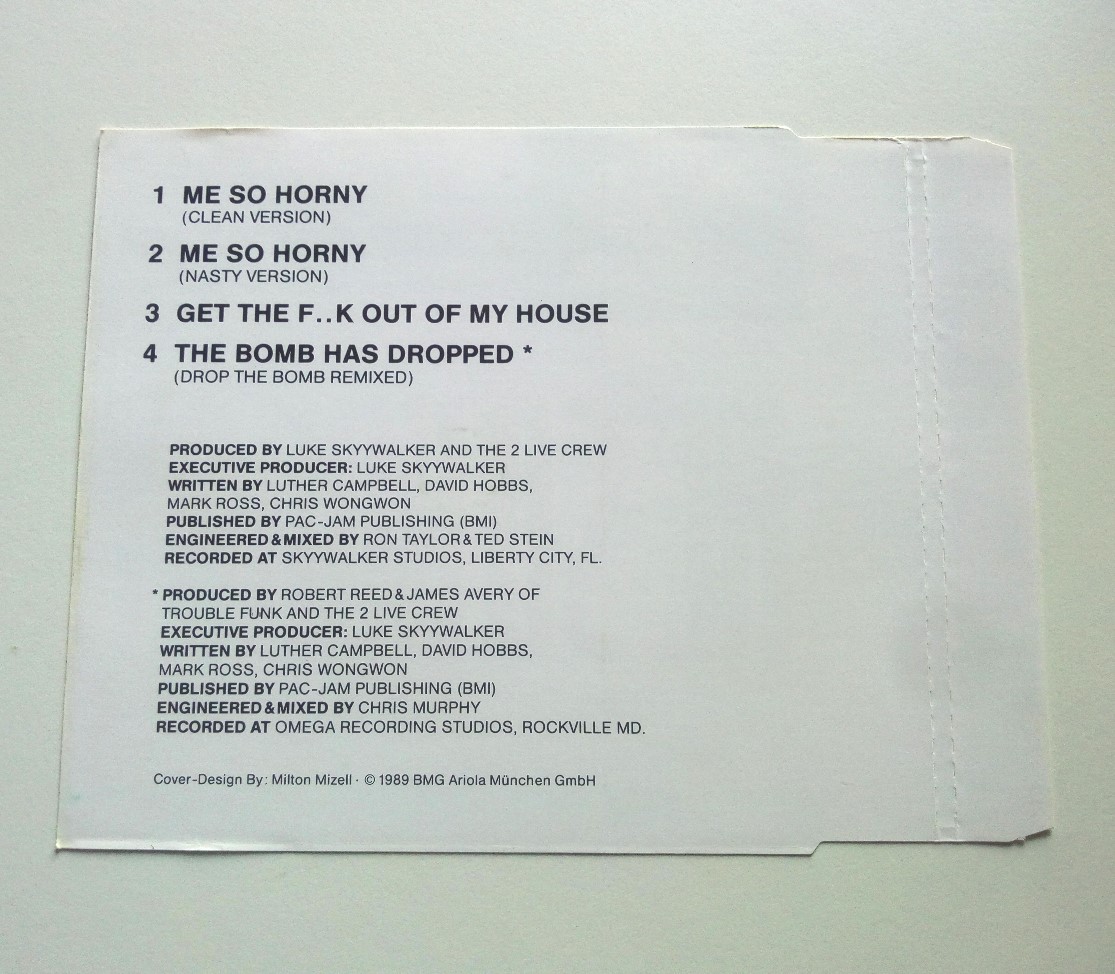 1 ME SO HORNY
(CLEAN VERSION)
2 ME SO HORNY
(NASTY VERSION)
3 GET THE F..K OUT OF MY HOUSE
4 THE BOMB HAS DROPPED *
(DROP THE BOMB REMIXED)
PRODUCED BY LUKE SKYYWALKER AND THE 2 LIVE CREW
EXECUTIVE PRODUCER: LUKE SKYYWALKER
WRITTEN BY LUTHER CAMPBELL, DAVID HOBBS,
MARK ROSS, CHRIS WONGWON
PUBLISHED BY PAC-JAM PUBLISHING (BMI)
ENGINEERED & MIXED BY RON TAYLOR & TED STEIN
RECORDED AT SKYYWALKER STUDIOS, LIBERTY CITY, FL.
* PRODUCED BY ROBERT REED & JAMES AVERY OF
TROUBLE FUNK AND THE 2 LIVE CREW
EXECUTIVE PRODUCER: LUKE SKYYWALKER
WRITTEN BY LUTHER CAMPBELL, DAVID HOBBS,
MARK ROSS, CHRIS WONGWON
PUBLISHED BY PAC-JAM PUBLISHING (BMI)
ENGINEERED & MIXED BY CHRIS MURPHY
RECORDED AT OMEGA RECORDING STUDIOS, ROCKVILLE MD.
Cover-Design By: Milton Mizell · © 1989 BMG Ariola München GmbH